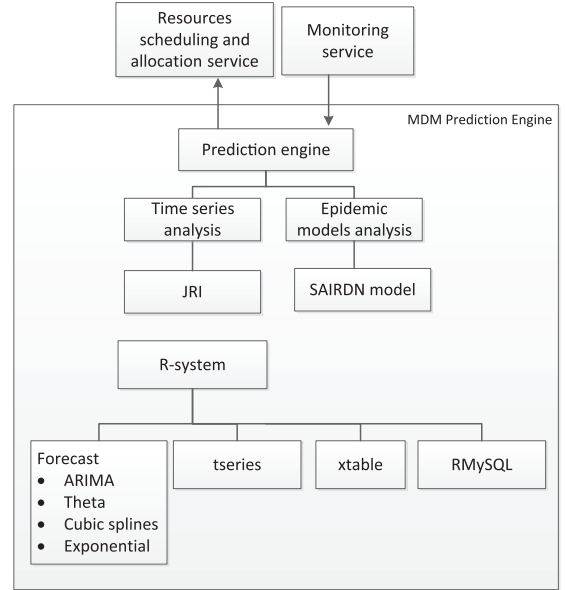 Resources
scheduling and
allocation service
Monitoring
service
MDM Prediction Engine
Prediction engine
Time series
analysis
Epidemic
models analysis
JRI
SAIRDN model
R-system
Forecast
• ARIMA
• Theta
• Cubic splines
• Exponential
tseries
xtable
RMySQL